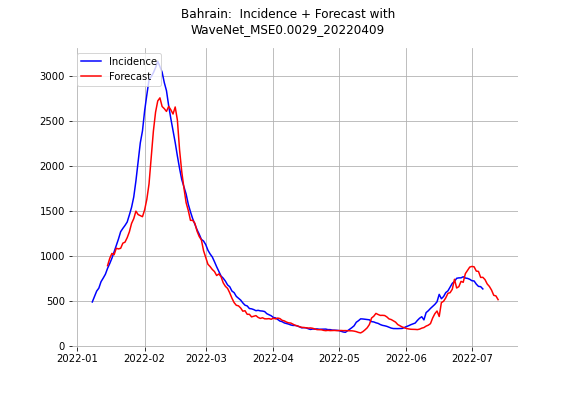 Bahrain:  Incidence + Forecast with
WaveNet_MSE0.0029_20220409
Incidence
Forecast
3000
2500
2000
1500
1000
500
0
2022-01 2022-02 2022-03 2022-04 2022-05 2022-06 2022-07